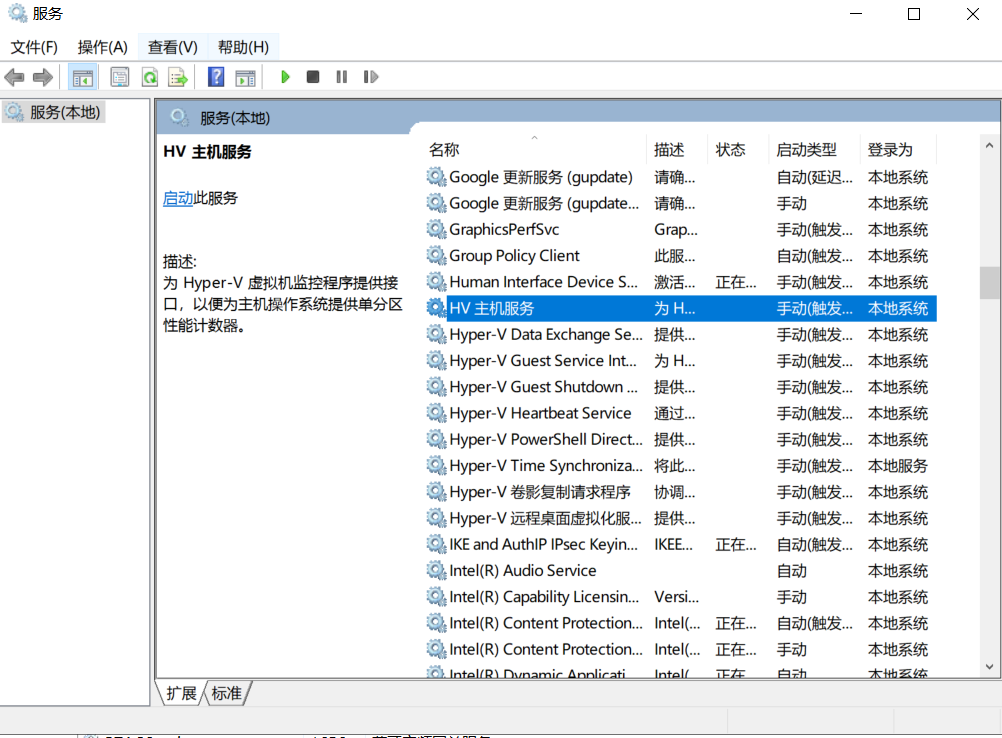 服务
文件(F) 操作(A) 查看(V) 帮助(H)
服务(本地)
服务(本地)
HV 主机服务
启动此服务
描述:
为 Hyper-V 虚拟机监控程序提供接
口，以便为主机操作系统提供单分区
性能计数器。
名称 描述 状态 启动类型 登录为
Google 更新服务 (gupdate) 请确... 自动(延迟... 本地系统
Google 更新服务 (gupdate... 请确... 手动 本地系统
GraphicsPerfSvc Grap... 手动(触发... 本地系统
Group Policy Client 此服... 自动(触发... 本地系统
Human Interface Device S... 激活... 正在... 手动(触发... 本地系统
HV 主机服务 为 H... 手动(触发... 本地系统
Hyper-V Data Exchange Se... 提供... 手动(触发... 本地系统
Hyper-V Guest Service Int... 为 H... 手动(触发... 本地系统
Hyper-V Guest Shutdown ... 提供... 手动(触发... 本地系统
Hyper-V Heartbeat Service 通过... 手动(触发... 本地系统
Hyper-V PowerShell Direct... 提供... 手动(触发... 本地系统
Hyper-V Time Synchroniza... 将此... 手动(触发... 本地服务
Hyper-V 卷影复制请求程序 协调... 手动(触发... 本地系统
Hyper-V 远程桌面虚拟化服... 提供... 手动(触发... 本地系统
IKE and AuthIP IPsec Keyin... IKEE... 正在... 自动(触发... 本地系统
Intel(R) Audio Service 自动 本地系统
Intel(R) Capability Licensin... Versi... 手动 本地系统
Intel(R) Content Protection... Intel(... 正在... 自动(触发... 本地系统
Intel(R) Content Protection... Intel(... 正在... 手动 本地系统
Intel(R) Dynamic Applicati... Intel(... 正在... 自动 本地系统
扩展 标准